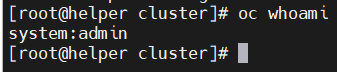 [root@helper cluster]# oc whoami
system:admin
[root@helper cluster]#